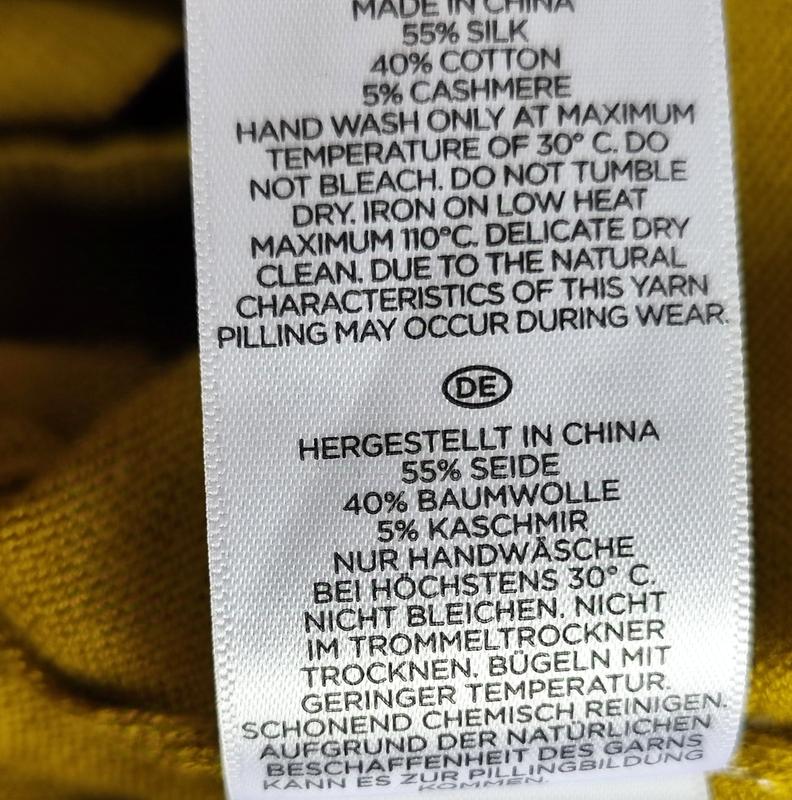 MADE IN CHINA
55% SILK
40% COTTON
5% CASHMERE
HAND WASH ONLY AT MAXIMUM
TEMPERATURE OF 30° C. DO
NOT BLEACH. DO NOT TUMBLE
DRY. IRON ON LOW HEAT
MAXIMUM 110°C. DELICATE DRY
CLEAN. DUE TO THE NATURAL
CHARACTERISTICS OF THIS YARN
PILLING MAY OCCUR DURING WEAR.
DE
HERGESTELLT IN CHINA
55% SEIDE
40% BAUMWOLLE
5% KASCHMIR
NUR HANDWÄSCHE
BEI HÖCHSTENS 30° C.
NICHT BLEICHEN. NICHT
IM TROMMELTROCKNER
TROCKNEN. BÜGELN MIT
GERINGER TEMPERATUR.
SCHONEND CHEMISCH REINIGEN.
AUFGRUND DER NATÜRLICHEN
BESCHAFFENHEIT DES GARNS
KANN ES ZUR PILLINGBILDUNG
KOMMEN.